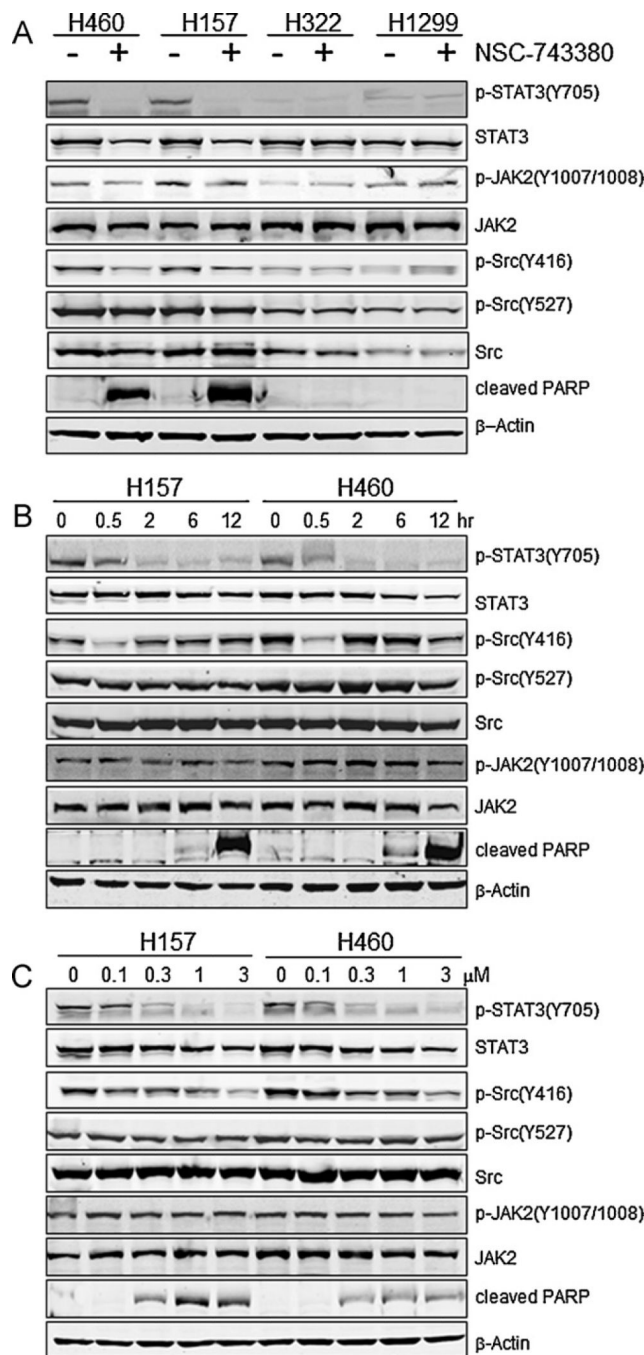 A
H460 H157 H322 H1299
- + - + - + - + NSC-743380
p-STAT3(Y705)
STAT3
p-JAK2(Y1007/1008)
JAK2
p-Src(Y416)
p-Src(Y527)
Src
cleaved PARP
β–Actin
B
H157 H460
0 0.5 2 6 12 0 0.5 2 6 12 hr
p-STAT3(Y705)
STAT3
p-Src(Y416)
p-Src(Y527)
Src
p-JAK2(Y1007/1008)
JAK2
cleaved PARP
β-Actin
C
H157 H460
0 0.1 0.3 1 3 0 0.1 0.3 1 3 μM
p-STAT3(Y705)
STAT3
p-Src(Y416)
p-Src(Y527)
Src
p-JAK2(Y1007/1008)
JAK2
cleaved PARP
β-Actin